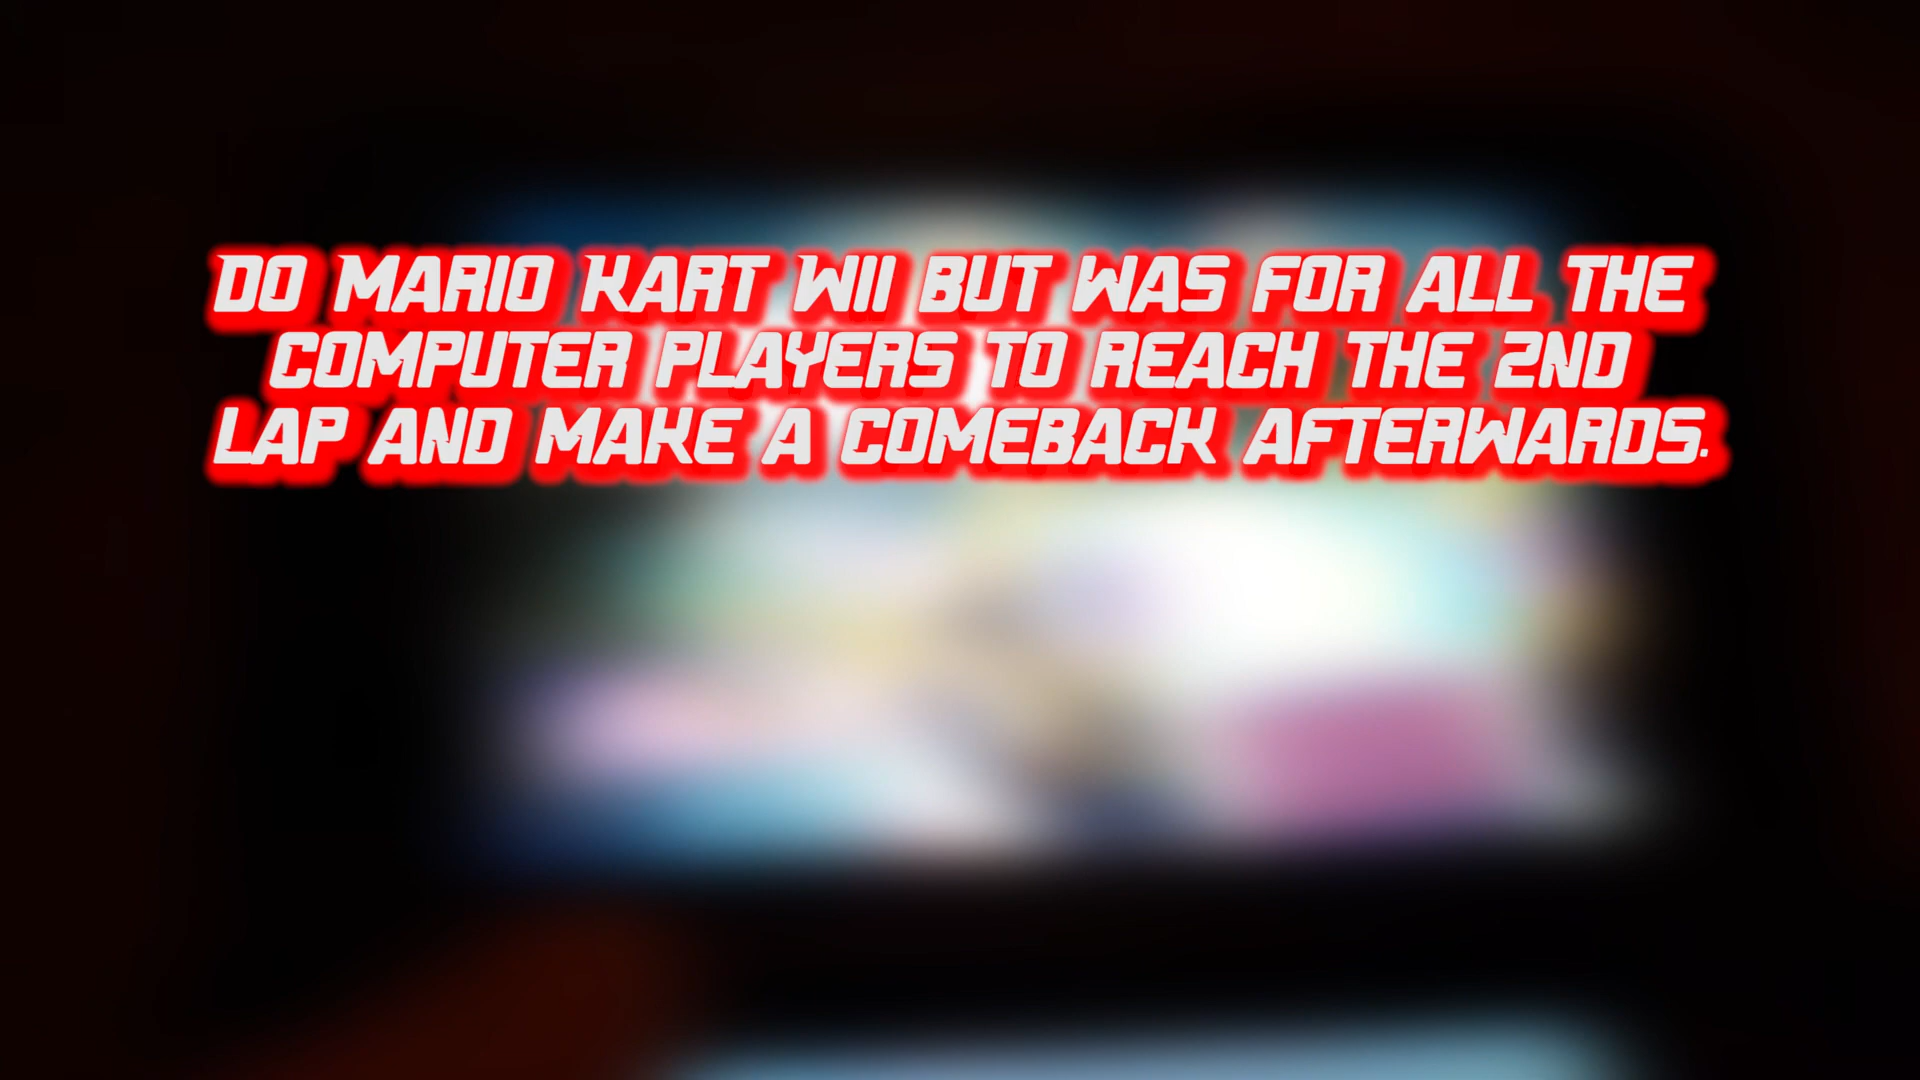 DO MARIO KART WII BUT WAS FOR ALL THE
COMPUTER PLAYERS TO REACH THE 2ND
LAP AND MAKE A COMEBACK AFTERWARDS.